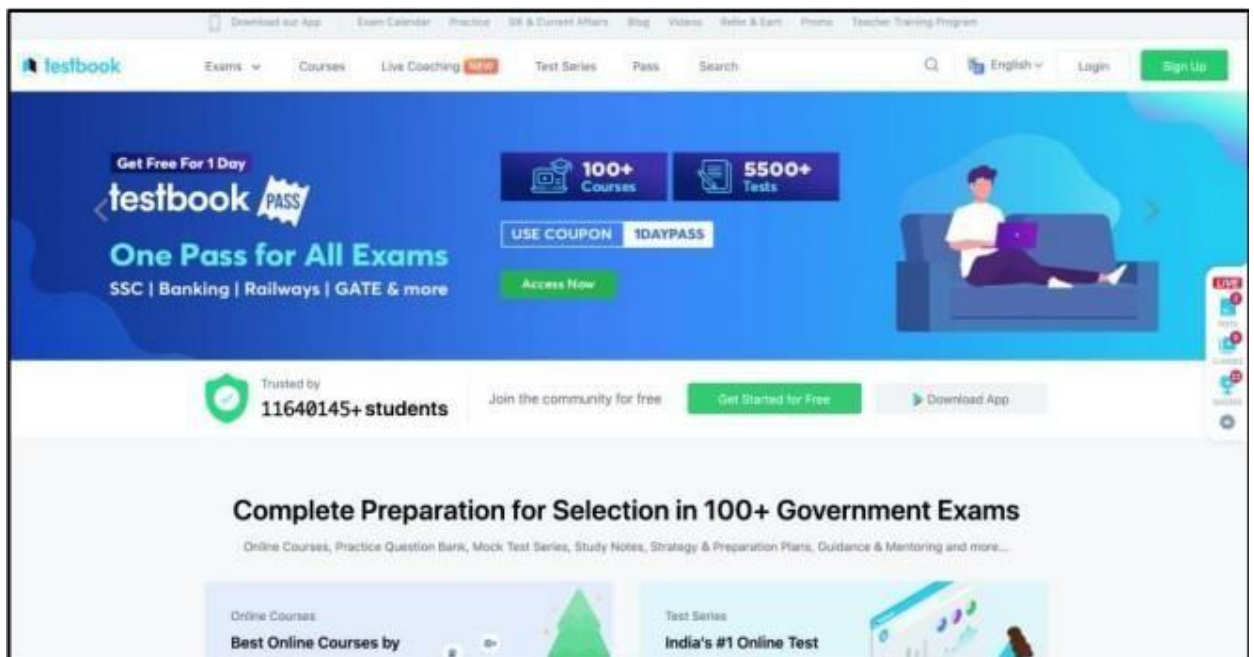 Download our App Exam Calendar Practice GK & Current Affairs Blog Videos Refer & Earn Promo Teacher Training Program
testbook Exams Courses Live Coaching NEW Test Series Pass Search English Login Sign Up
Get Free For 1 Day
testbook PASS
One Pass for All Exams
SSC | Banking | Railways | GATE & more
100+
Courses
5500+
Tests
USE COUPON 1DAYPASS
Access Now
LIVE
TESTS
CLASSES
QUIZZES
Trusted by
11640145+ students
Join the community for free
Get Started for Free
Download App
Complete Preparation for Selection in 100+ Government Exams
Online Courses, Practice Question Bank, Mock Test Series, Study Notes, Strategy & Preparation Plans, Guidance & Mentoring and more...
Online Courses
Best Online Courses by
Test Series
India's #1 Online Test